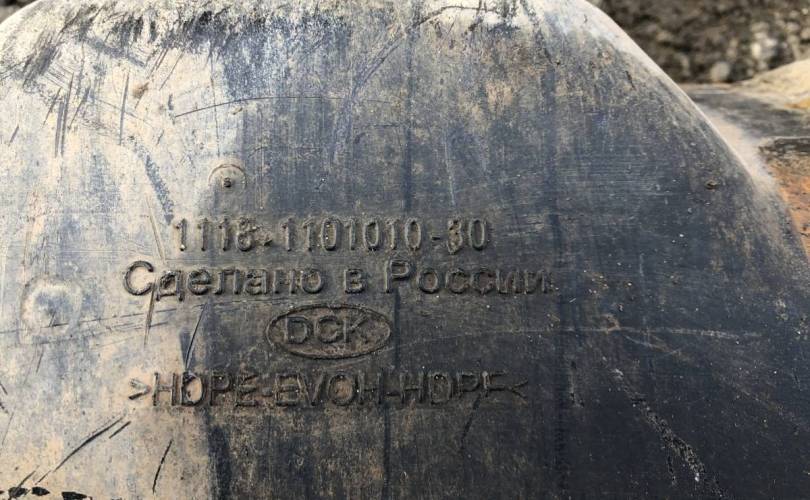 1118-1101010-30
Сделано в России
DCK
>HDPE-EVOH-HDPE<